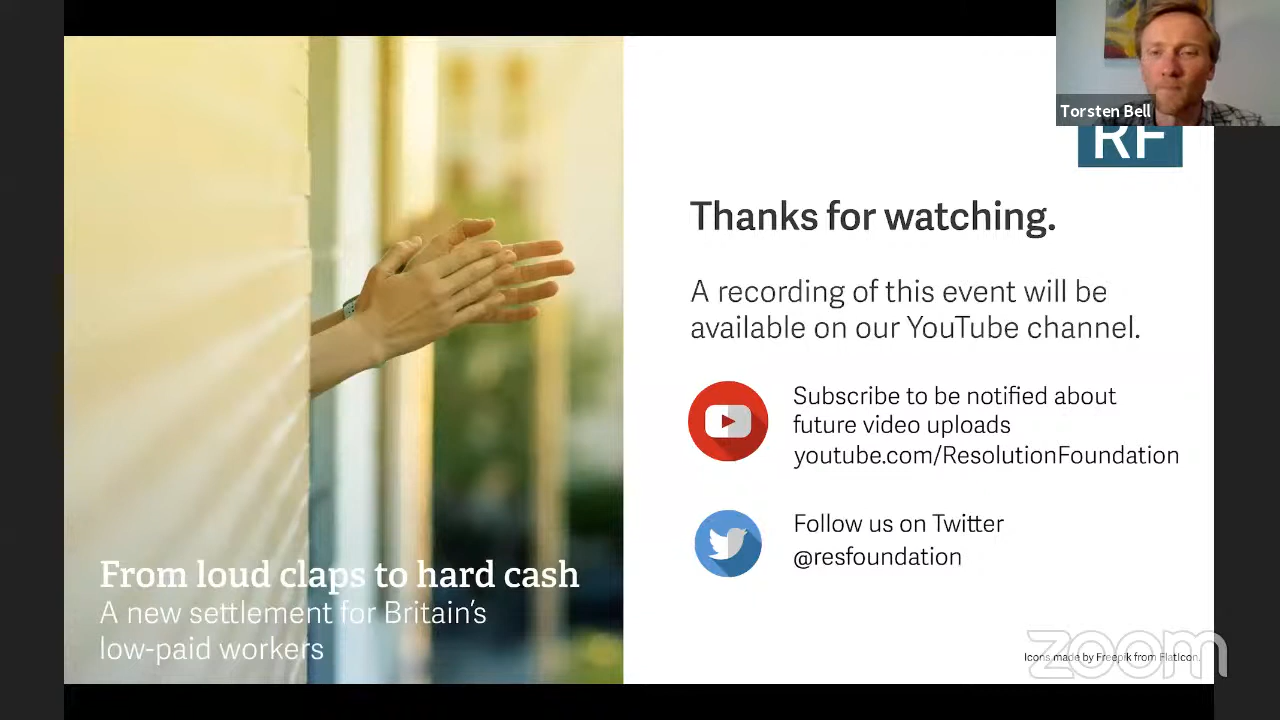 Torsten Bell
RF
Thanks for watching.
A recording of this event will be
available on our YouTube channel.
Subscribe to be notified about
future video uploads
youtube.com/ResolutionFoundation
Follow us on Twitter
@resfoundation
From loud claps to hard cash
A new settlement for Britain's
low-paid workers
Icons made by Freepik from FlatIcon.
zoom